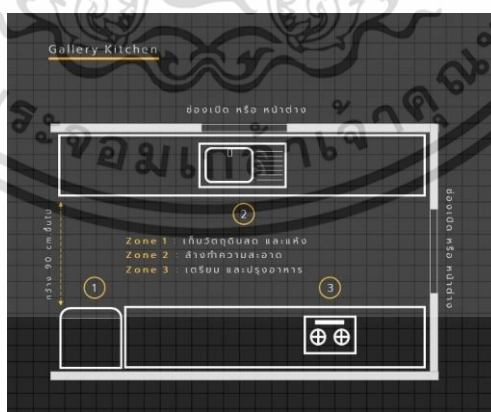 Gallery Kitchen
ช่องเปิด หรือ หน้าต่าง
2
Zone 1 : เก็บวัตถุดิบสด และแห้ง
Zone 2 : ล้างทำความสะอาด
Zone 3 : เตรียม และปรุงอาหาร
กว้าง 90 cm.ขึ้นไป
ช่องเปิด หรือ หน้าต่าง
1
3